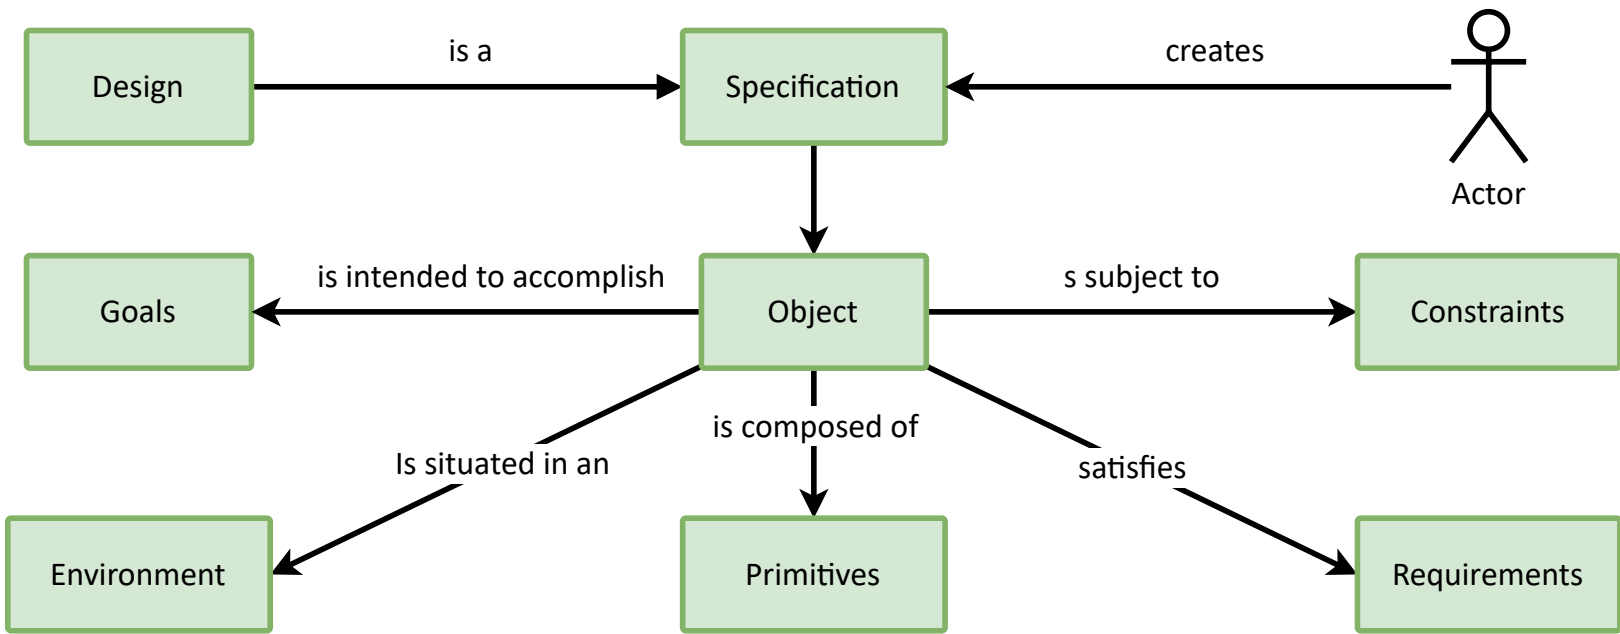 is a
creates
Design
Specification
Actor
is intended to accomplish
s subject to
Goals
Object
Constraints
is composed of
Is situated in an
satisfies
Environment
Primitives
Requirements